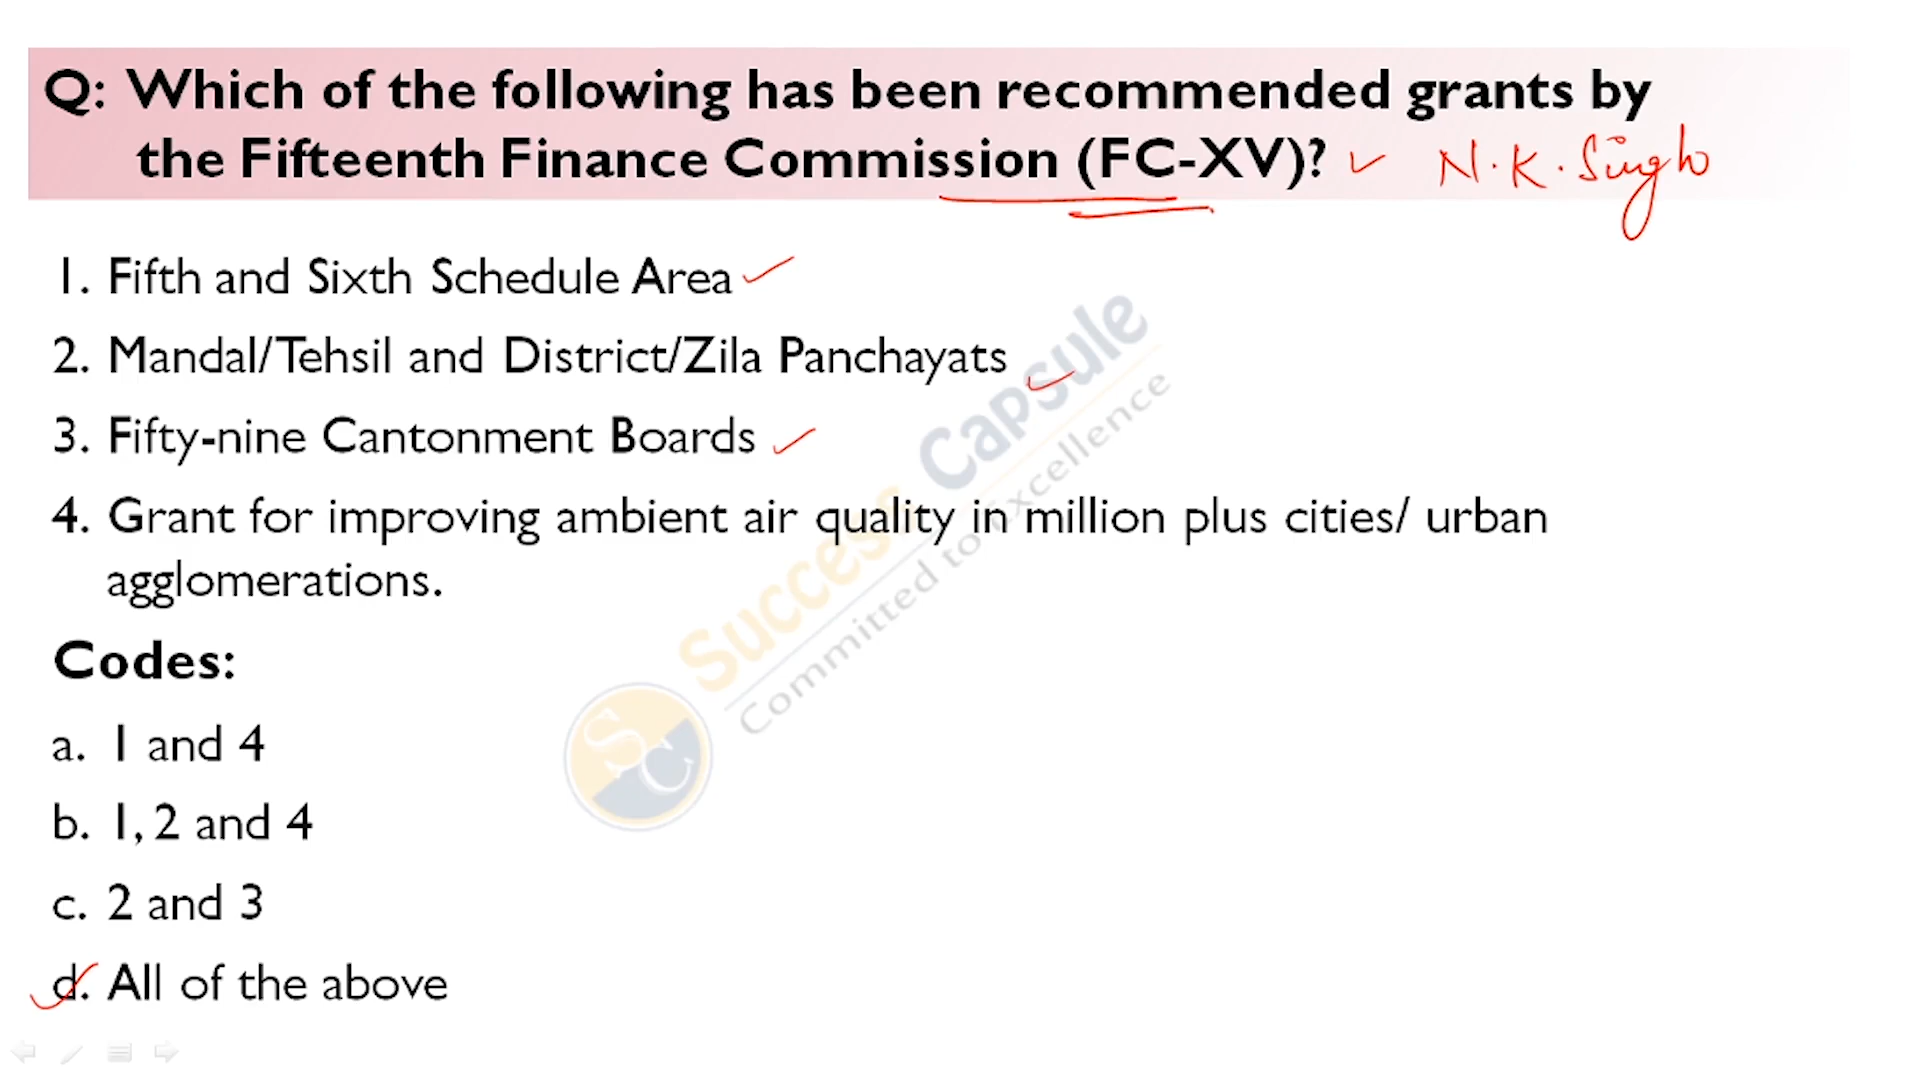 Q: Which of the following has been recommended grants by
the Fifteenth Finance Commission (FC-XV)? N.K. Singh
1. Fifth and Sixth Schedule Area
2. Mandal/Tehsil and District/Zila Panchayats
3. Fifty-nine Cantonment Boards
4. Grant for improving ambient air quality in million plus cities/ urban
agglomerations.
Codes:
a. 1 and 4
b. 1, 2 and 4
c. 2 and 3
d. All of the above
Success Capsule
Committed to Excellence
SC